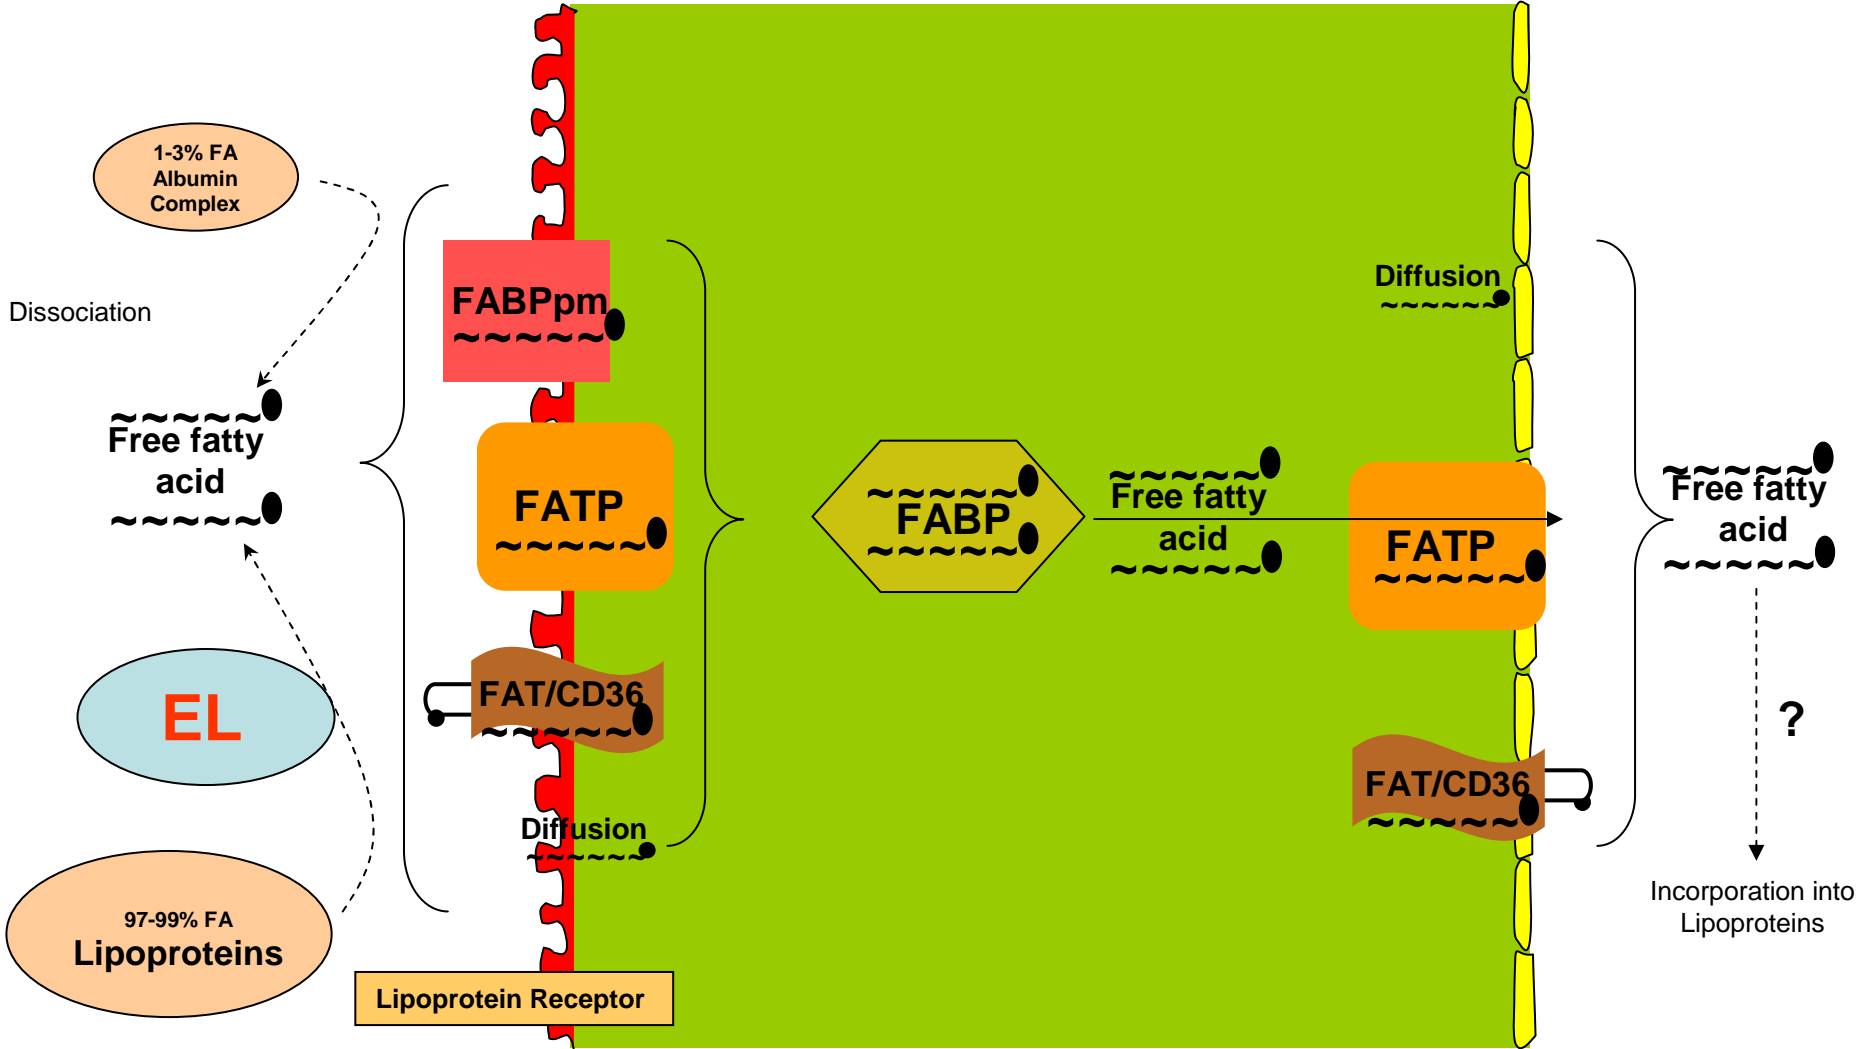 1-3% FA
Albumin
Complex
Dissociation
Free fatty
acid
EL
97-99% FA
Lipoproteins
FABPpm
FATP
FAT/CD36
Diffusion
Lipoprotein Receptor
FABP
Free fatty
acid
Diffusion
FATP
FAT/CD36
Free fatty
acid
?
Incorporation into
Lipoproteins